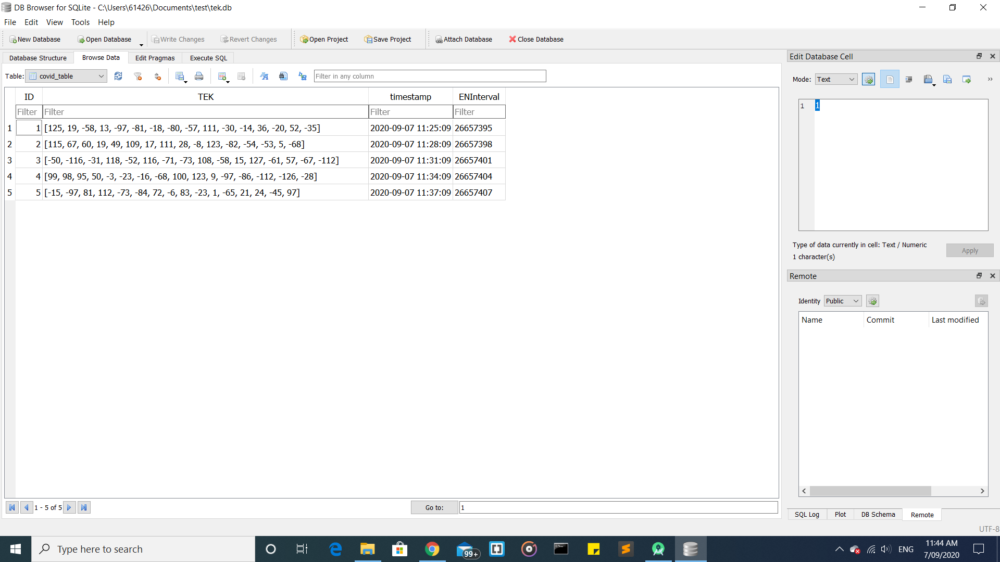 DB Browser for SQLite - C:\Users\61426\Documents\test\tek.db
File Edit View Tools Help
New Database Open Database Write Changes Revert Changes Open Project Save Project Attach Database Close Database
Database Structure Browse Data Edit Pragmas Execute SQL
Table: covid_table Filter in any column
ID TEK timestamp ENInterval
Filter Filter Filter Filter
1 1 [125, 19, -58, 13, -97, -81, -18, -80, -57, 111, -30, -14, 36, -20, 52, -35] 2020-09-07 11:25:09 26657395
2 2 [115, 67, 60, 19, 49, 109, 17, 111, 28, -8, 123, -82, -54, -53, 5, -68] 2020-09-07 11:28:09 26657398
3 3 [-50, -116, -31, 118, -52, 116, -71, -73, 108, -58, 15, 127, -61, 57, -67, -112] 2020-09-07 11:31:09 26657401
4 4 [99, 98, 95, 50, -3, -23, -16, -68, 100, 123, 9, -97, -86, -112, -126, -28] 2020-09-07 11:34:09 26657404
5 5 [-15, -97, 81, 112, -73, -84, 72, -6, 83, -23, 1, -65, 21, 24, -45, 97] 2020-09-07 11:37:09 26657407
1 - 5 of 5 Go to: 1
Edit Database Cell
Mode: Text
1 1
Type of data currently in cell: Text / Numeric
1 character(s)
Apply
Remote
Identity Public
Name Commit Last modified
SQL Log Plot DB Schema Remote
UTF-8
Type here to search
99+
ENG
11:44 AM
7/09/2020